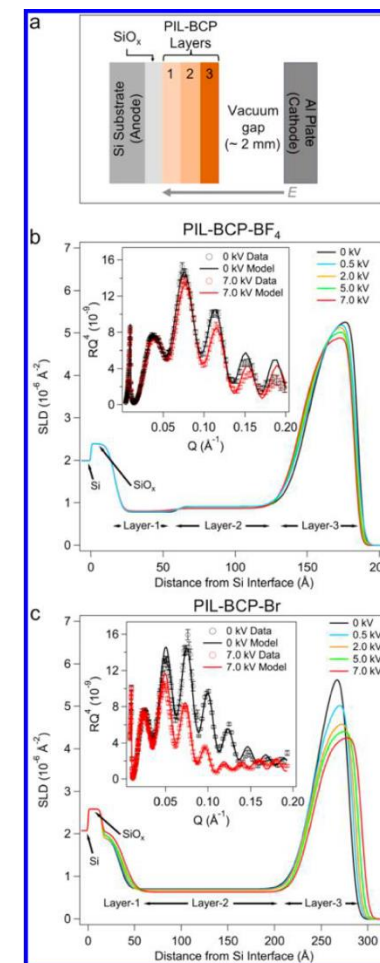 a
SiOₓ
PIL-BCP
Layers
1 2 3
Si Substrate
(Anode)
Vacuum
gap
(~ 2 mm)
Al Plate
(Cathode)
E
b
PIL-BCP-BF₄
7
6
5
4
3
2
1
0
SLD (10⁻⁶ Å⁻²)
16
12
8
4
0
RQ⁴ (10⁻⁹)
0 kV Data
0 kV Model
7.0 kV Data
7.0 kV Model
0.05 0.10 0.15 0.20
Q (Å⁻¹)
0 kV
0.5 kV
2.0 kV
5.0 kV
7.0 kV
Si
SiOₓ
Layer-1
Layer-2
Layer-3
0 50 100 150 200
Distance from Si Interface (Å)
c
PIL-BCP-Br
7
6
5
4
3
2
1
0
SLD (10⁻⁶ Å⁻²)
16
12
8
4
0
RQ⁴ (10⁻⁹)
0 kV Data
0 kV Model
7.0 kV Data
7.0 kV Model
0.05 0.10 0.15 0.20
Q (Å⁻¹)
0 kV
0.5 kV
2.0 kV
5.0 kV
7.0 kV
Si
SiOₓ
Layer-1
Layer-2
Layer-3
0 50 100 150 200 250 300
Distance from Si Interface (Å)